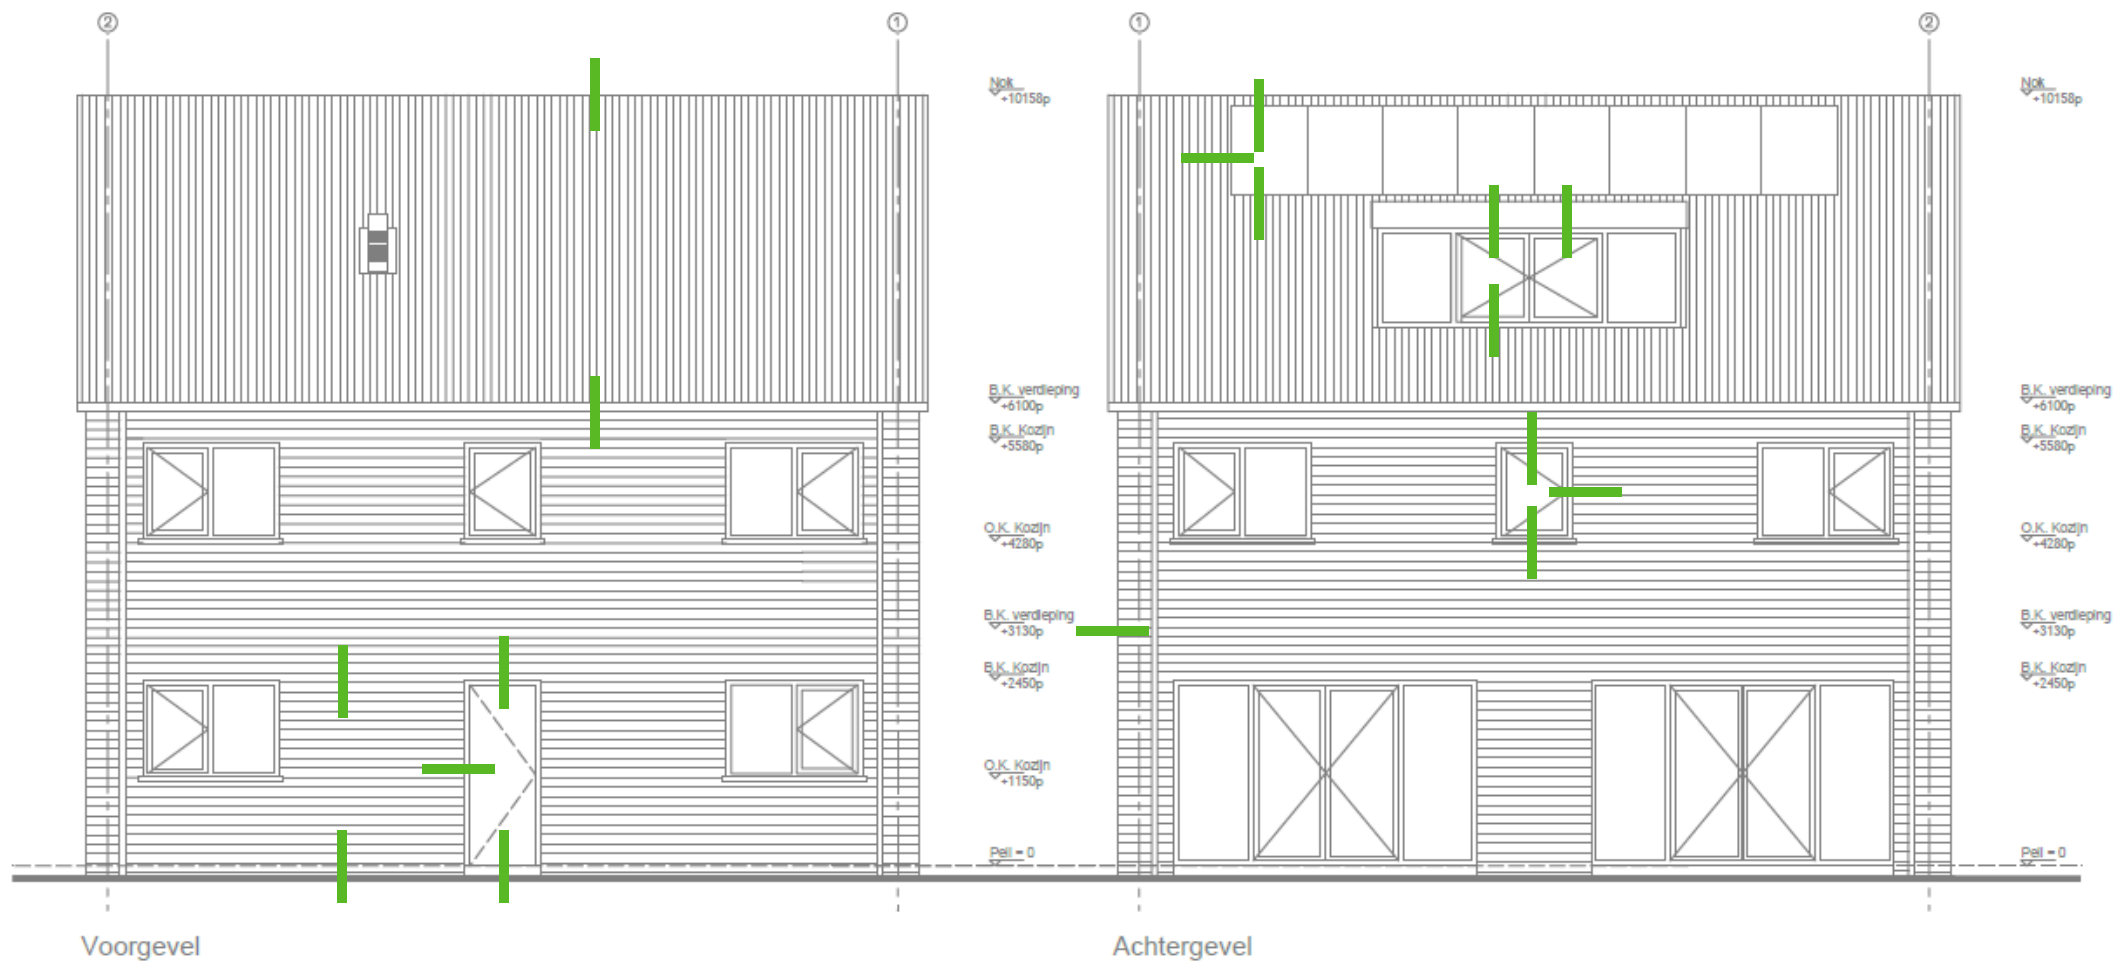 2
1
1
2
Nok
+10158p
Nok
+10158p
B.K. verdieping
+6100p
B.K. verdieping
+6100p
B.K. Kozijn
+5580p
B.K. Kozijn
+5580p
O.K. Kozijn
+4280p
O.K. Kozijn
+4280p
B.K. verdieping
+3130p
B.K. verdieping
+3130p
B.K. Kozijn
+2450p
B.K. Kozijn
+2450p
O.K. Kozijn
+1150p
Peil = 0
Peil = 0
Voorgevel
Achtergevel